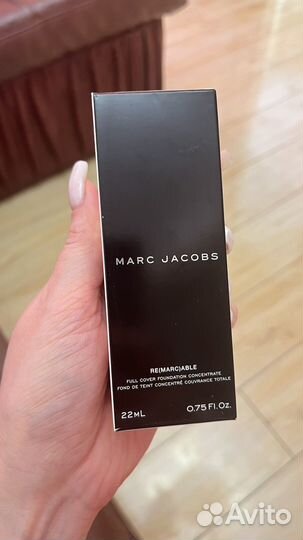 MARC JACOBS
RE(MARC)ABLE
FULL COVER FOUNDATION CONCENTRATE
FOND DE TEINT CONCENTRÉ COUVRANCE TOTALE
22mL 0.75 Fl.Oz.
Avito